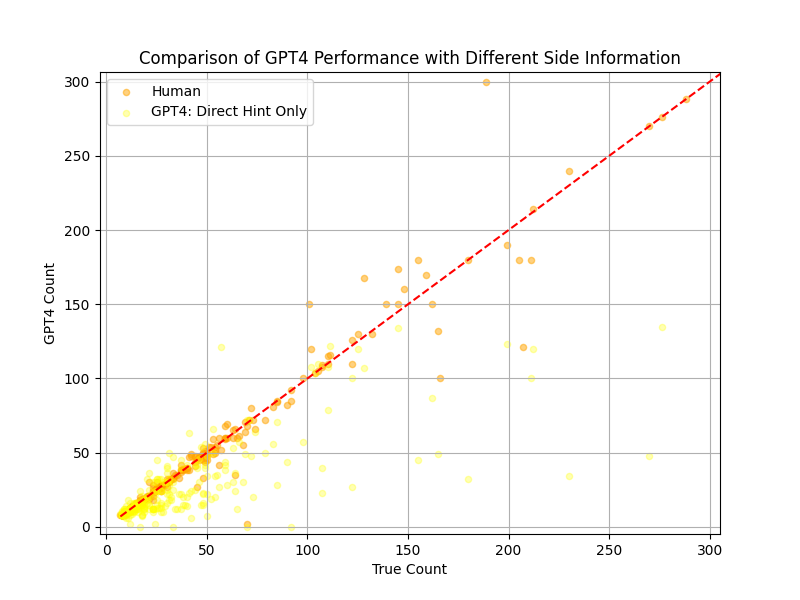 Comparison of GPT4 Performance with Different Side Information
Human
GPT4: Direct Hint Only
300
250
200
150
100
50
0
GPT4 Count
0 50 100 150 200 250 300
True Count